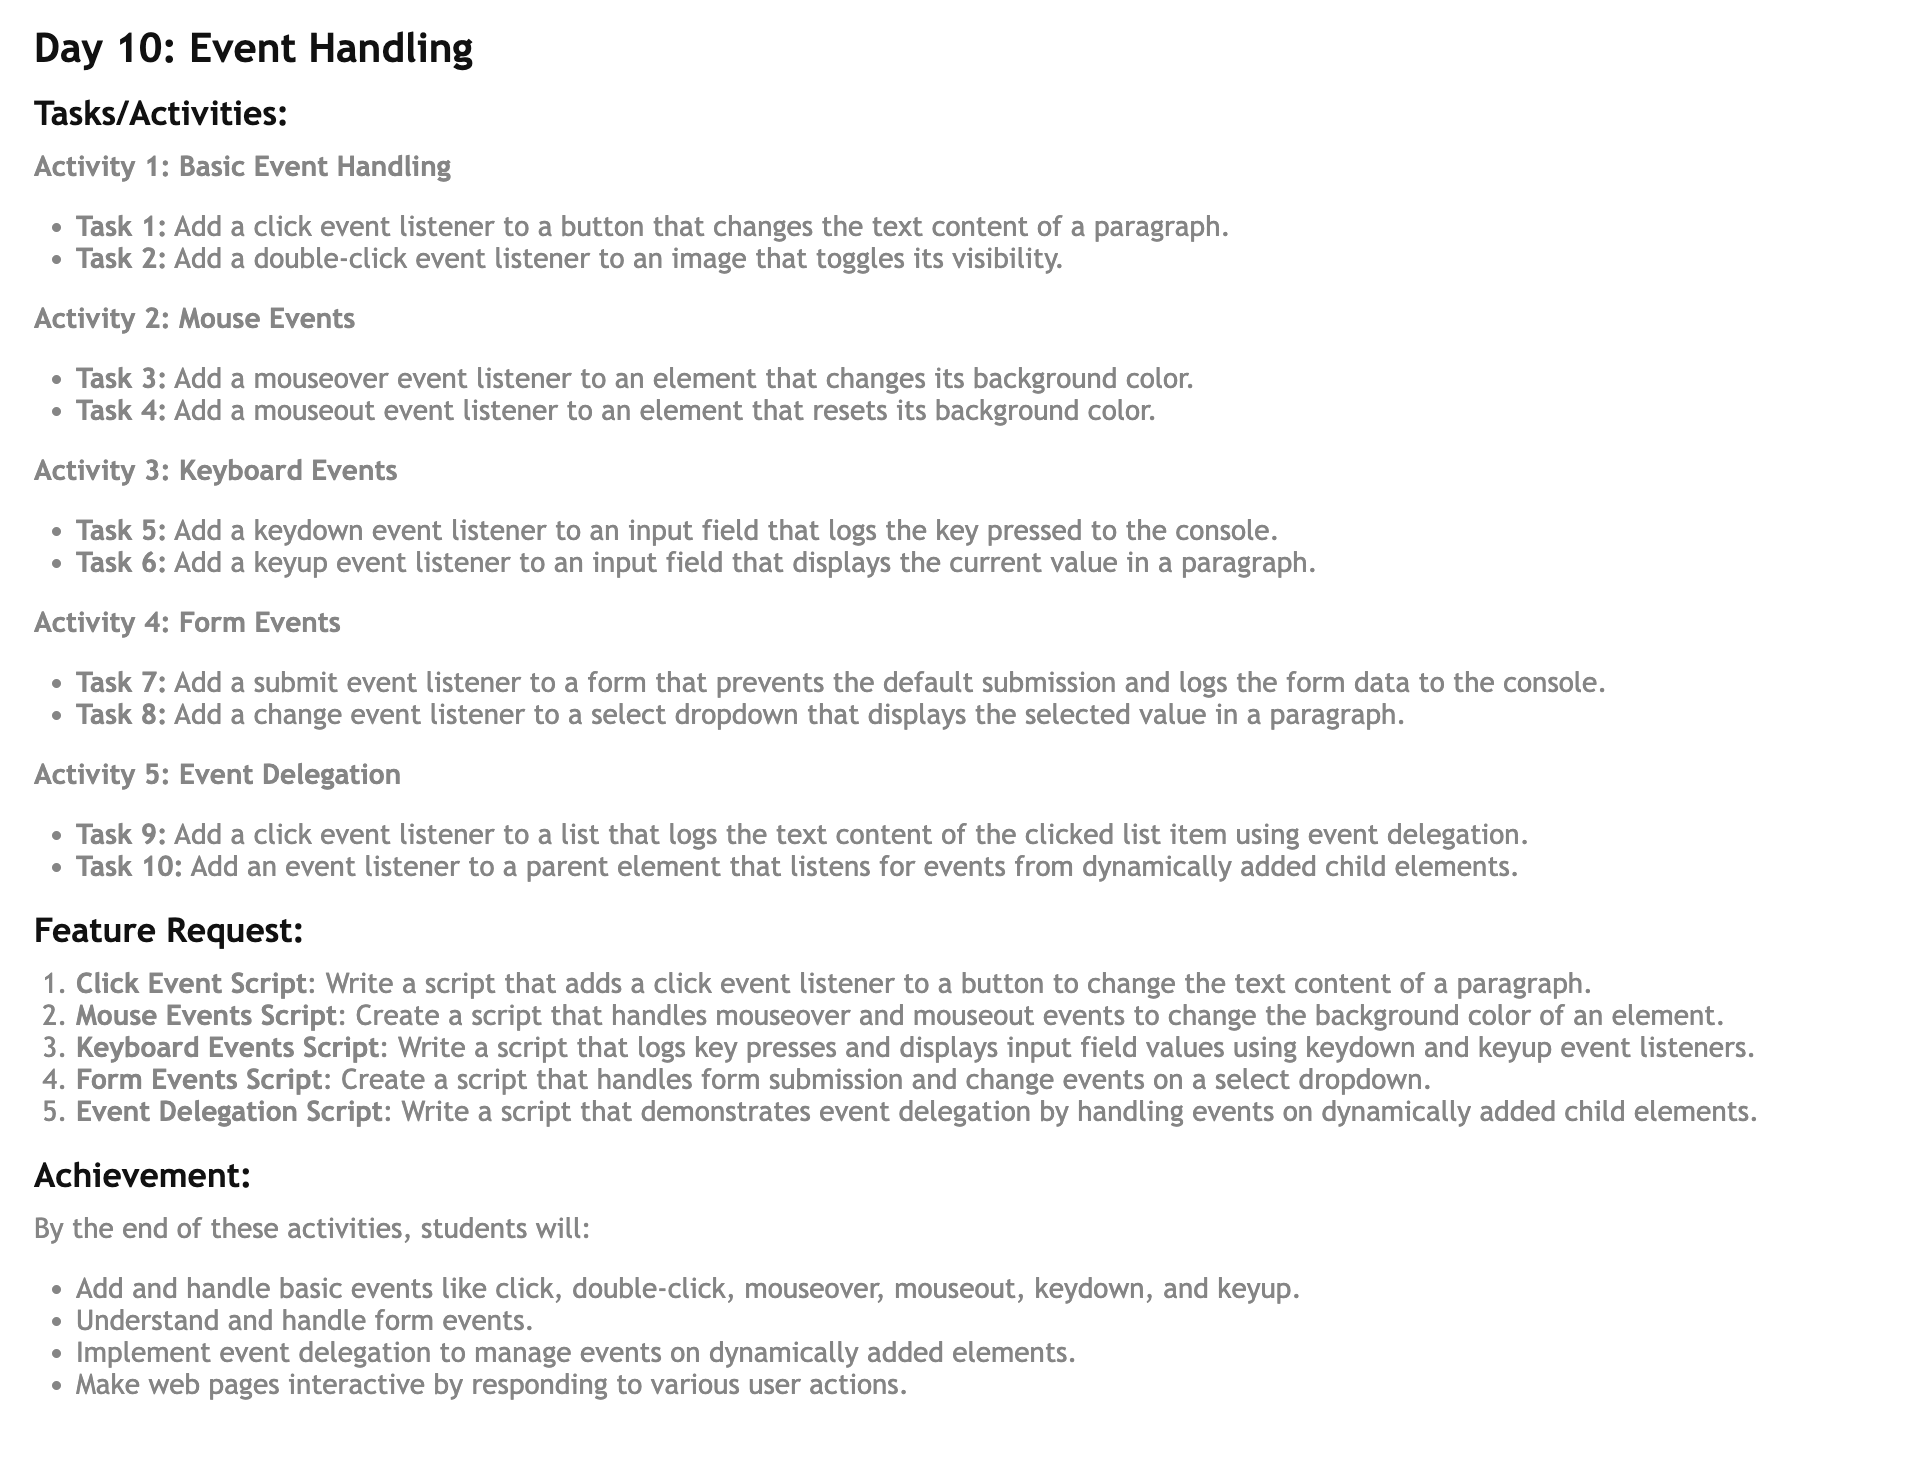 Day 10: Event Handling
Tasks/Activities:
Activity 1: Basic Event Handling
• Task 1: Add a click event listener to a button that changes the text content of a paragraph.
• Task 2: Add a double-click event listener to an image that toggles its visibility.
Activity 2: Mouse Events
• Task 3: Add a mouseover event listener to an element that changes its background color.
• Task 4: Add a mouseout event listener to an element that resets its background color.
Activity 3: Keyboard Events
• Task 5: Add a keydown event listener to an input field that logs the key pressed to the console.
• Task 6: Add a keyup event listener to an input field that displays the current value in a paragraph.
Activity 4: Form Events
• Task 7: Add a submit event listener to a form that prevents the default submission and logs the form data to the console.
• Task 8: Add a change event listener to a select dropdown that displays the selected value in a paragraph.
Activity 5: Event Delegation
• Task 9: Add a click event listener to a list that logs the text content of the clicked list item using event delegation.
• Task 10: Add an event listener to a parent element that listens for events from dynamically added child elements.
Feature Request:
1. Click Event Script: Write a script that adds a click event listener to a button to change the text content of a paragraph.
2. Mouse Events Script: Create a script that handles mouseover and mouseout events to change the background color of an element.
3. Keyboard Events Script: Write a script that logs key presses and displays input field values using keydown and keyup event listeners.
4. Form Events Script: Create a script that handles form submission and change events on a select dropdown.
5. Event Delegation Script: Write a script that demonstrates event delegation by handling events on dynamically added child elements.
Achievement:
By the end of these activities, students will:
• Add and handle basic events like click, double-click, mouseover, mouseout, keydown, and keyup.
• Understand and handle form events.
• Implement event delegation to manage events on dynamically added elements.
• Make web pages interactive by responding to various user actions.